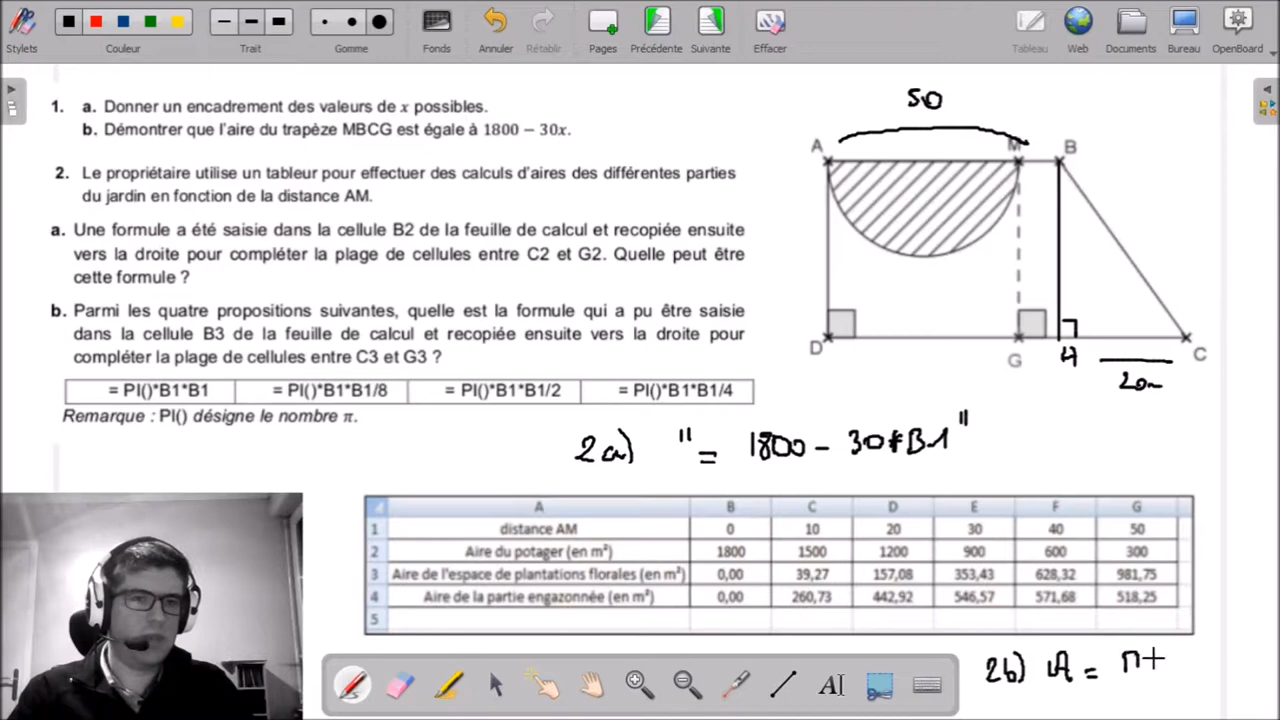 Stylets Couleur Trait Gomme Fonds Annuler Rétablir Pages Précédente Suivante Effacer Tableau Web Documents Bureau OpenBoard
1. a. Donner un encadrement des valeurs de x possibles.
b. Démontrer que l'aire du trapèze MBCG est égale à 1800 − 30x.
2. Le propriétaire utilise un tableur pour effectuer des calculs d'aires des différentes parties
du jardin en fonction de la distance AM.
a. Une formule a été saisie dans la cellule B2 de la feuille de calcul et recopiée ensuite
vers la droite pour compléter la plage de cellules entre C2 et G2. Quelle peut être
cette formule ?
b. Parmi les quatre propositions suivantes, quelle est la formule qui a pu être saisie
dans la cellule B3 de la feuille de calcul et recopiée ensuite vers la droite pour
compléter la plage de cellules entre C3 et G3 ?
= PI()*B1*B1 = PI()*B1*B1/8 = PI()*B1*B1/2 = PI()*B1*B1/4
Remarque : PI() désigne le nombre π.
50
A M B
D G H C
20m
2a) "= 1800 - 30*B1"
A B C D E F G
1 distance AM 0 10 20 30 40 50
2 Aire du potager (en m²) 1800 1500 1200 900 600 300
3 Aire de l'espace de plantations florales (en m²) 0,00 39,27 157,08 353,43 628,32 981,75
4 Aire de la partie engazonnée (en m²) 0,00 260,73 442,92 546,57 571,68 518,25
5
2b) A = π+